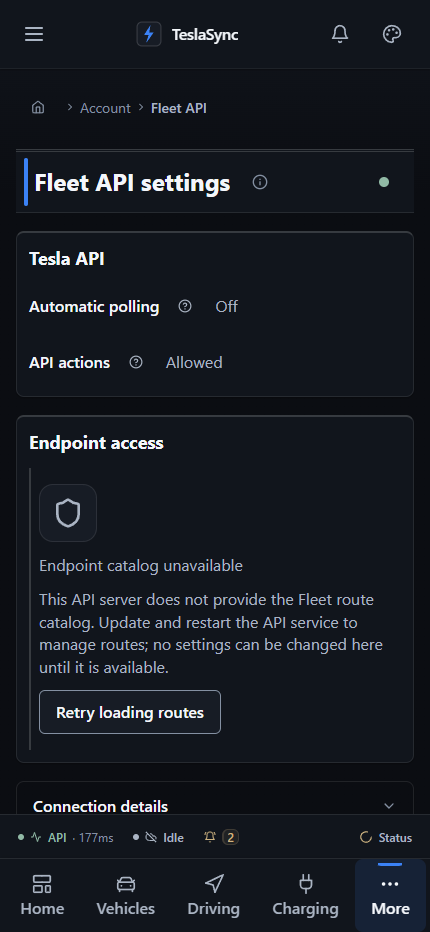 TeslaSync
Account
Fleet API
Fleet API settings
Tesla API
Automatic polling
Off
API actions
Allowed
Endpoint access
Endpoint catalog unavailable
This API server does not provide the Fleet route
catalog. Update and restart the API service to
manage routes; no settings can be changed here
until it is available.
Retry loading routes
Connection details
API · 177ms
Idle
2
Status
Home
Vehicles
Driving
Charging
More